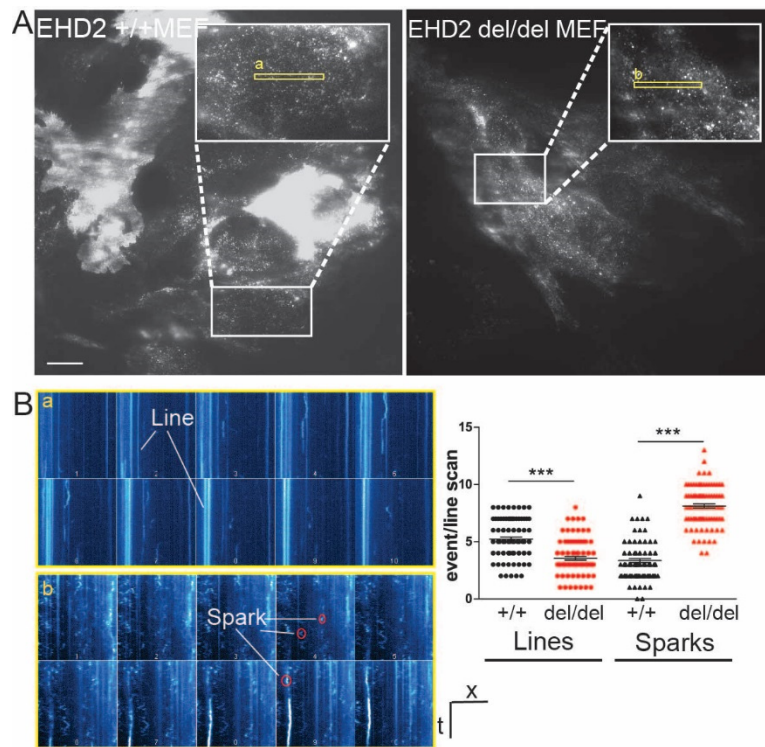 A
EHD2 +/+MEF
a
EHD2 del/del MEF
b
B
a
Line
1
2
3
4
6
7
8
9
10
b
Spark
1
2
3
4
5
6
7
8
9
10
event/line scan
15
10
5
0
***
***
+/+
del/del
+/+
del/del
Lines
Sparks
x
t